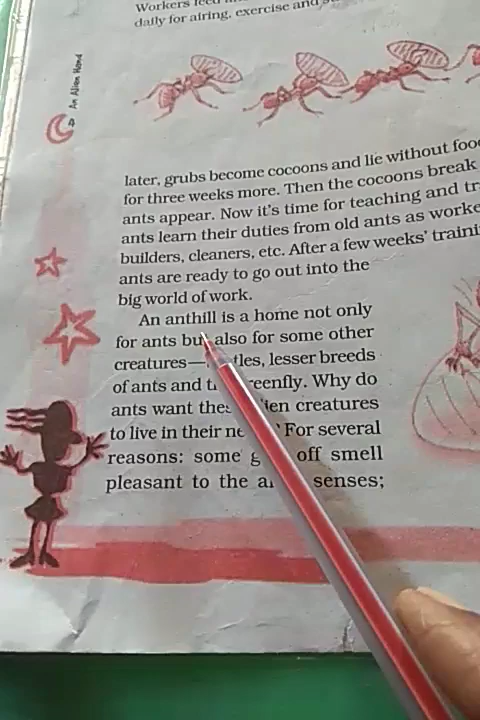 Workers feed
daily for airing, exercise and
An Alien Hand
later, grubs become cocoons and lie without foo
for three weeks more. Then the cocoons break
ants appear. Now it's time for teaching and tr
ants learn their duties from old ants as worke
builders, cleaners, etc. After a few weeks' traini
ants are ready to go out into the
big world of work.
An anthill is a home not only
for ants but also for some other
creatures— tles, lesser breeds
of ants and t reenfly. Why do
ants want thes ien creatures
to live in their ne ? For several
reasons: some g off smell
pleasant to the a senses;